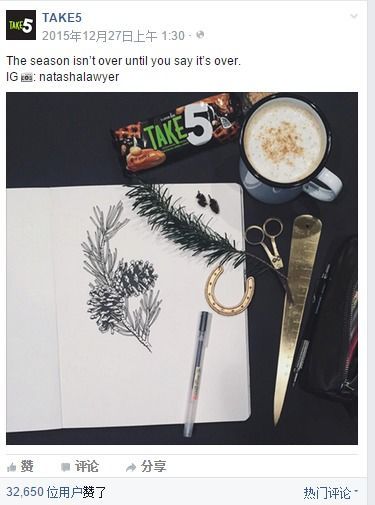 TAKE5
2015年12月27日上午 1:30 ·
The season isn't over until you say it's over.
IG 📷: natashalawyer
TAKE 5
赞 评论 分享
32,650 位用户赞了 热门评论